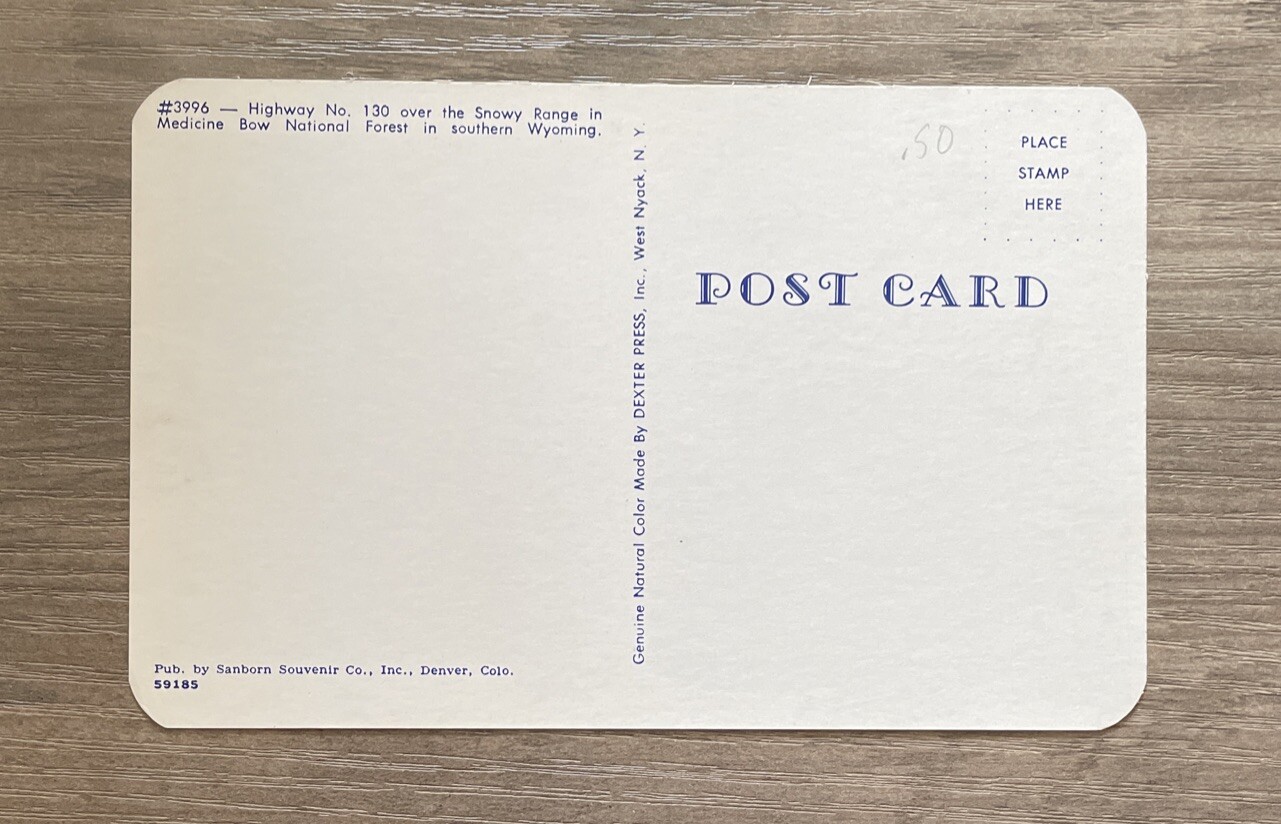 #3996 — Highway No. 130 over the Snowy Range in
Medicine Bow National Forest in southern Wyoming.
Pub. by Sanborn Souvenir Co., Inc., Denver, Colo.
59185
Genuine Natural Color Made By DEXTER PRESS, Inc., West Nyack, N. Y.
.50
PLACE
STAMP
HERE
POST CARD